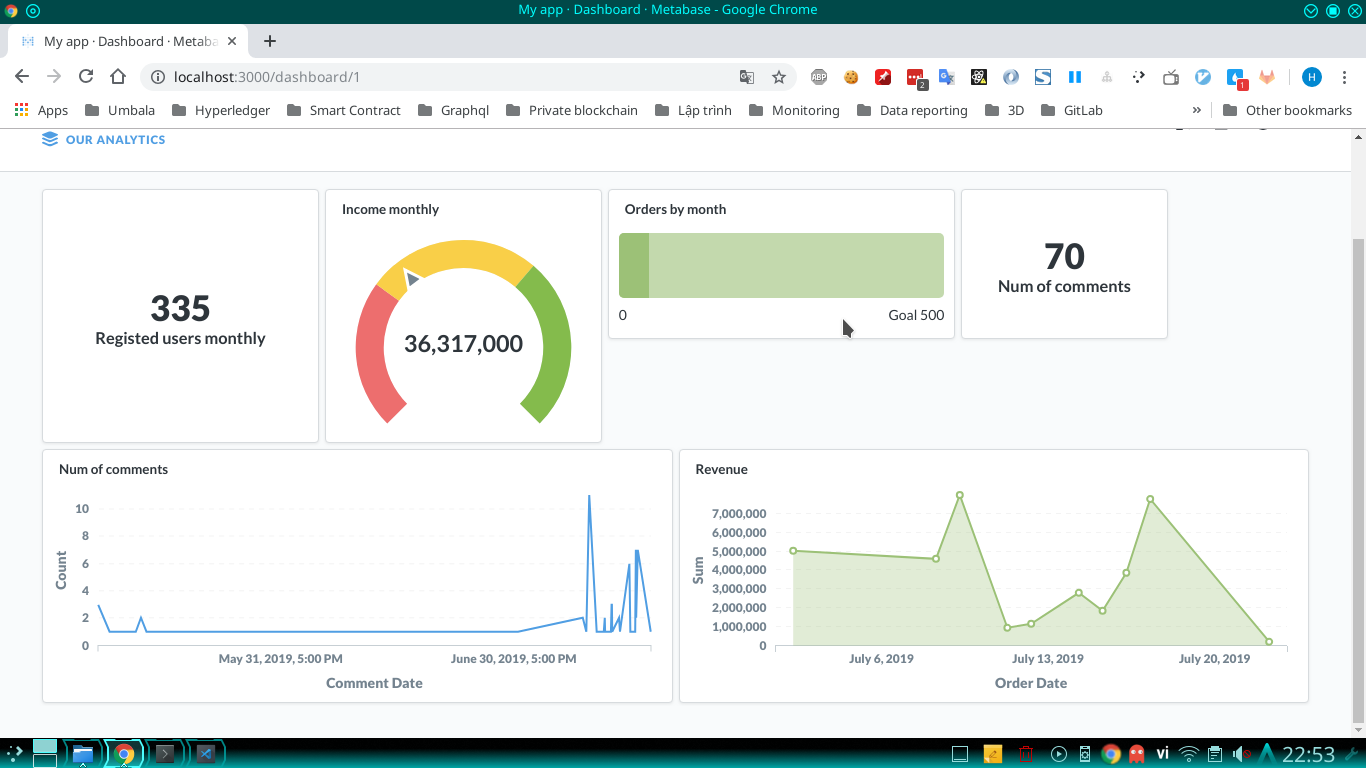 My app · Dashboard · Metabase - Google Chrome
My app · Dashboard · Metaba
localhost:3000/dashboard/1
ABP
2
1
H
Apps
Umbala
Hyperledger
Smart Contract
Graphql
Private blockchain
Lập trình
Monitoring
Data reporting
3D
GitLab
»
Other bookmarks
OUR ANALYTICS
335
Registed users monthly
Income monthly
36,317,000
Orders by month
0
Goal 500
70
Num of comments
Num of comments
Count
10
8
6
4
2
0
May 31, 2019, 5:00 PM
June 30, 2019, 5:00 PM
Comment Date
Revenue
Sum
7,000,000
6,000,000
5,000,000
4,000,000
3,000,000
2,000,000
1,000,000
0
July 6, 2019
July 13, 2019
July 20, 2019
Order Date
vi
22:53